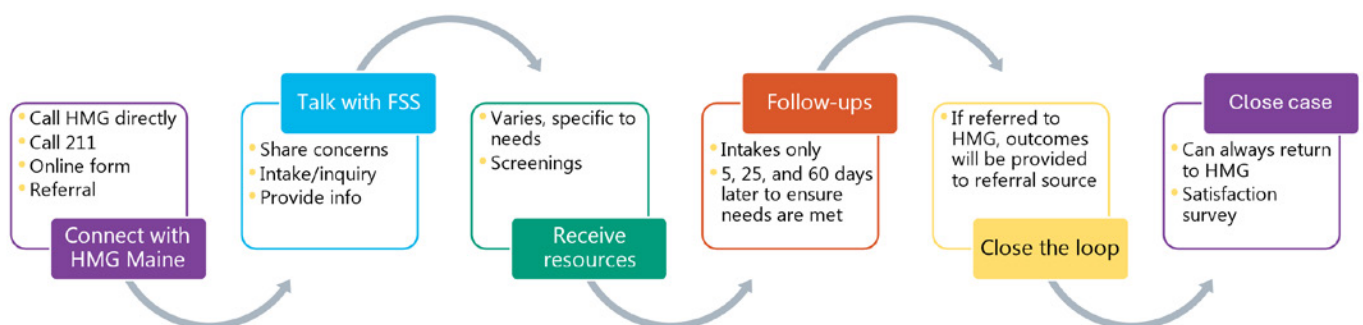 Call HMG directly
Call 211
Online form
Referral
Connect with
HMG Maine
Talk with FSS
Share concerns
Intake/inquiry
Provide info
Varies, specific to
needs
Screenings
Receive
resources
Follow-ups
Intakes only
5, 25, and 60 days
later to ensure
needs are met
If referred to
HMG, outcomes
will be provided
to referral source
Close the loop
Close case
Can always return
to HMG
Satisfaction
survey